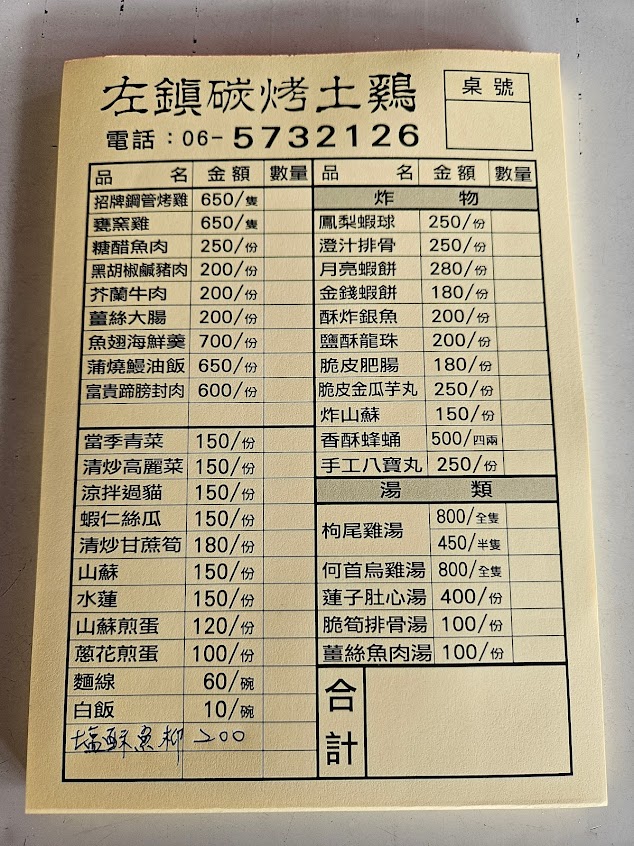 左鎮碳烤土鷄
電話：06-5732126
桌號
品名 金額 數量
招牌鋼管烤雞 650/隻
甕窯雞 650/隻
糖醋魚肉 250/份
黑胡椒鹹豬肉 200/份
芥蘭牛肉 200/份
薑絲大腸 200/份
魚翅海鮮羹 700/份
蒲燒鰻油飯 650/份
富貴蹄膀封肉 600/份
當季青菜 150/份
清炒高麗菜 150/份
涼拌過貓 150/份
蝦仁絲瓜 150/份
清炒甘蔗筍 180/份
山蘇 150/份
水蓮 150/份
山蘇煎蛋 120/份
蔥花煎蛋 100/份
麵線 60/碗
白飯 10/碗
塩酥魚柳 200
品名 金額 數量
炸物
鳳梨蝦球 250/份
澄汁排骨 250/份
月亮蝦餅 280/份
金錢蝦餅 180/份
酥炸銀魚 200/份
鹽酥龍珠 200/份
脆皮肥腸 180/份
脆皮金瓜芋丸 250/份
炸山蘇 150/份
香酥蜂蛹 500/四兩
手工八寶丸 250/份
湯類
枸尾雞湯 800/全隻
450/半隻
何首烏雞湯 800/全隻
蓮子肚心湯 400/份
脆筍排骨湯 100/份
薑絲魚肉湯 100/份
合計